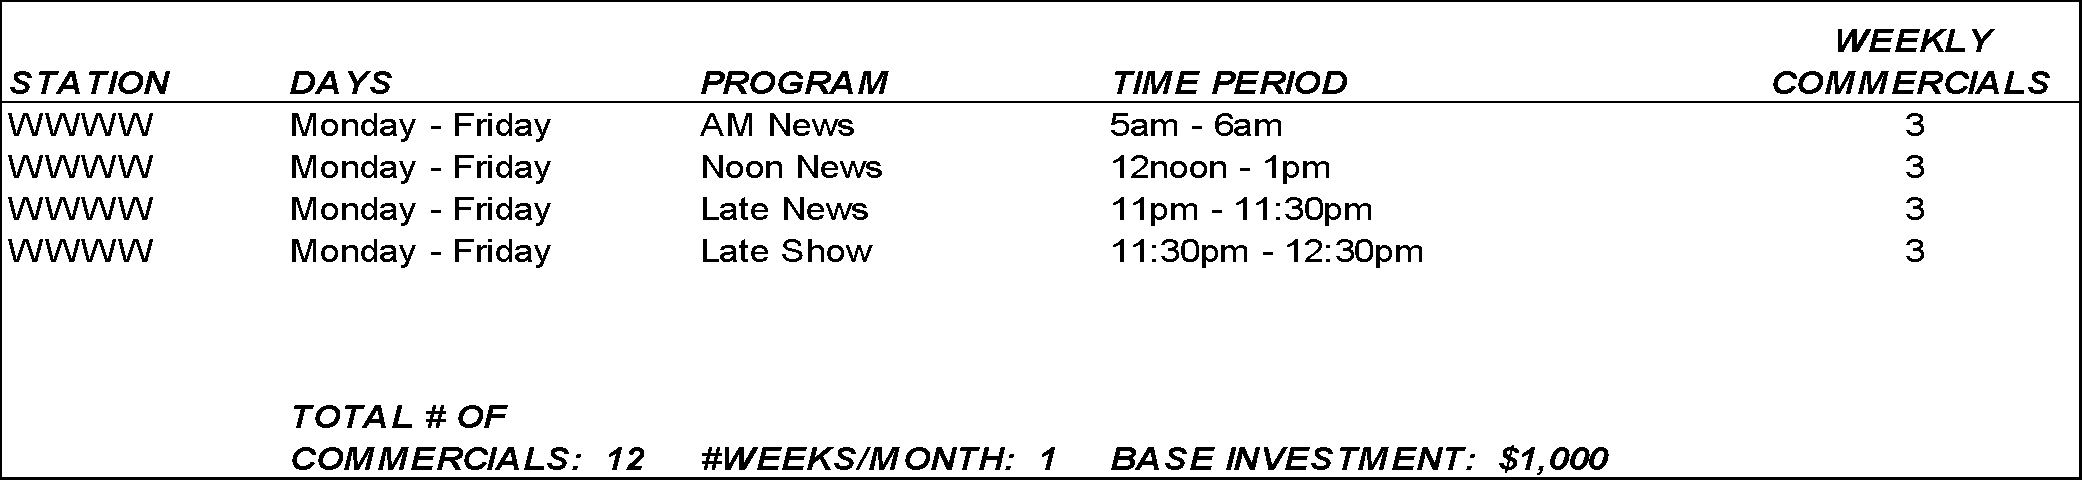 WEEKLY
STATION DAYS PROGRAM TIME PERIOD COMMERCIALS
WWWW Monday - Friday AM News 5am - 6am 3
WWWW Monday - Friday Noon News 12noon - 1pm 3
WWWW Monday - Friday Late News 11pm - 11:30pm 3
WWWW Monday - Friday Late Show 11:30pm - 12:30pm 3
TOTAL # OF
COMMERCIALS: 12 #WEEKS/MONTH: 1 BASE INVESTMENT: $1,000